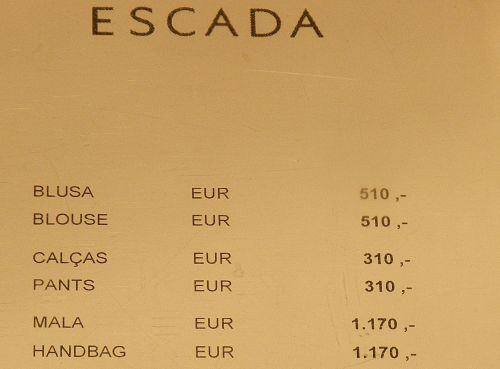 ESCADA
BLUSA EUR 510 ,-
BLOUSE EUR 510 ,-
CALÇAS EUR 310 ,-
PANTS EUR 310 ,-
MALA EUR 1.170 ,-
HANDBAG EUR 1.170 ,-